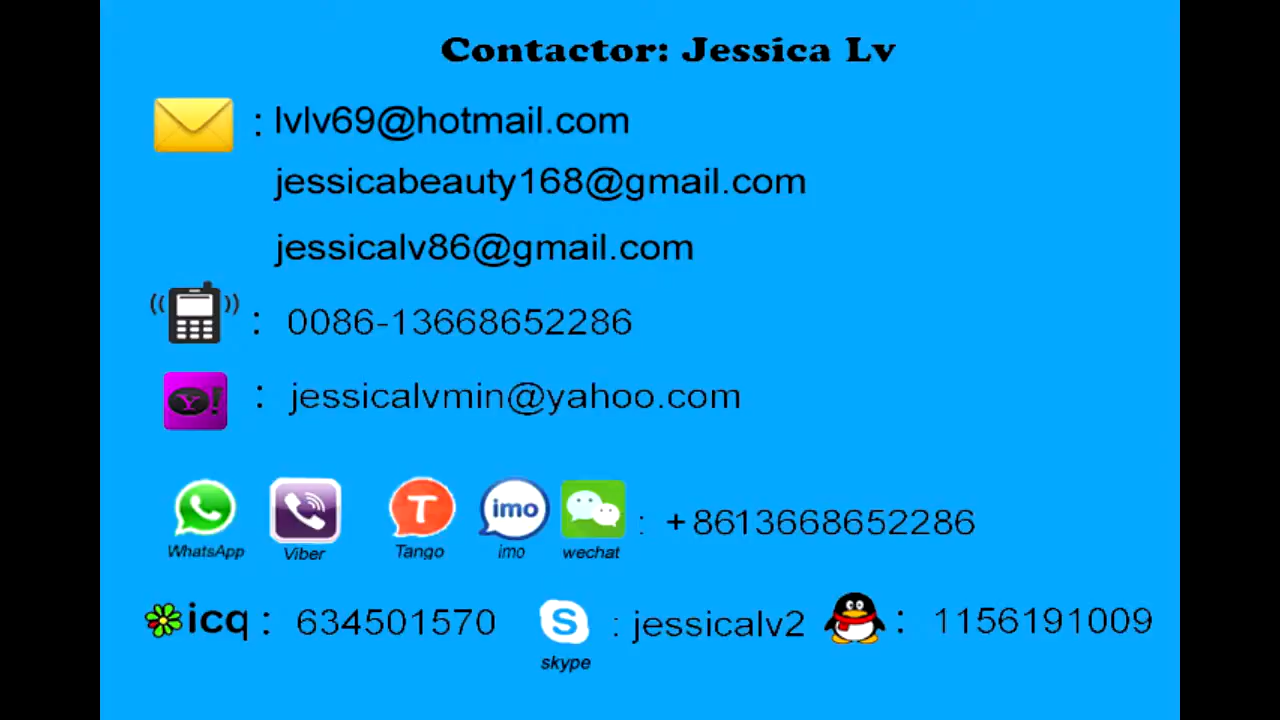 Contactor: Jessica Lv
: lvlv69@hotmail.com
jessicabeauty168@gmail.com
jessicalv86@gmail.com
: 0086-13668652286
Y! : jessicalvmin@yahoo.com
T imo : +8613668652286
WhatsApp Viber Tango imo wechat
icq : 634501570 S : jessicalv2 : 1156191009
skype